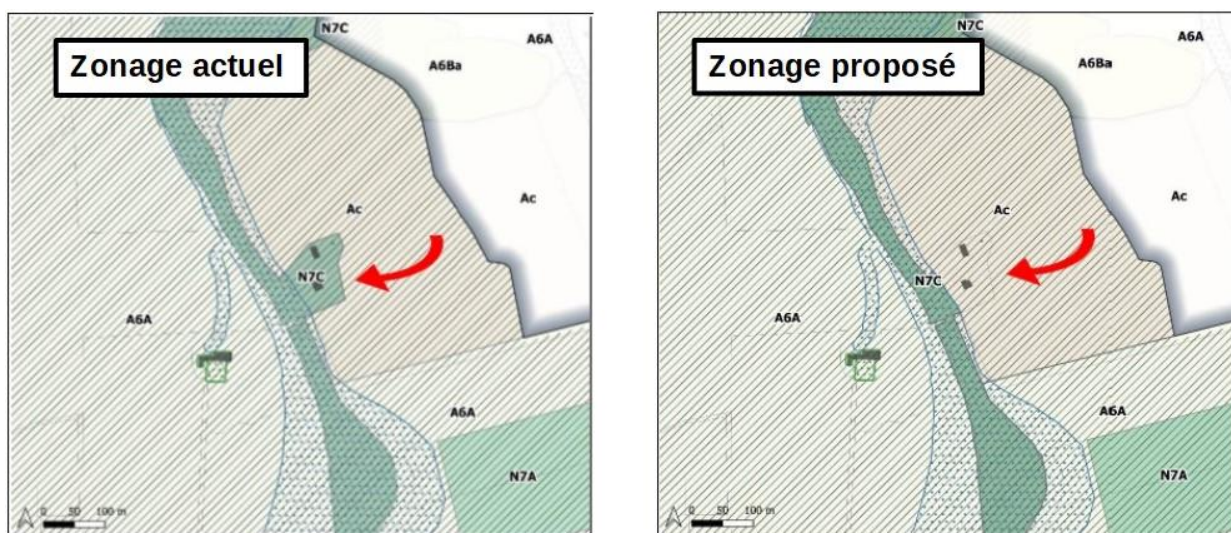 Zonage actuel
N7C
A6A
A6Ba
Ac
Ac
N7C
A6A
A6A
N7A
0 50 100 m
Zonage proposé
N7C
A6A
A6Ba
Ac
Ac
N7C
A6A
A6A
N7A
0 50 100 m